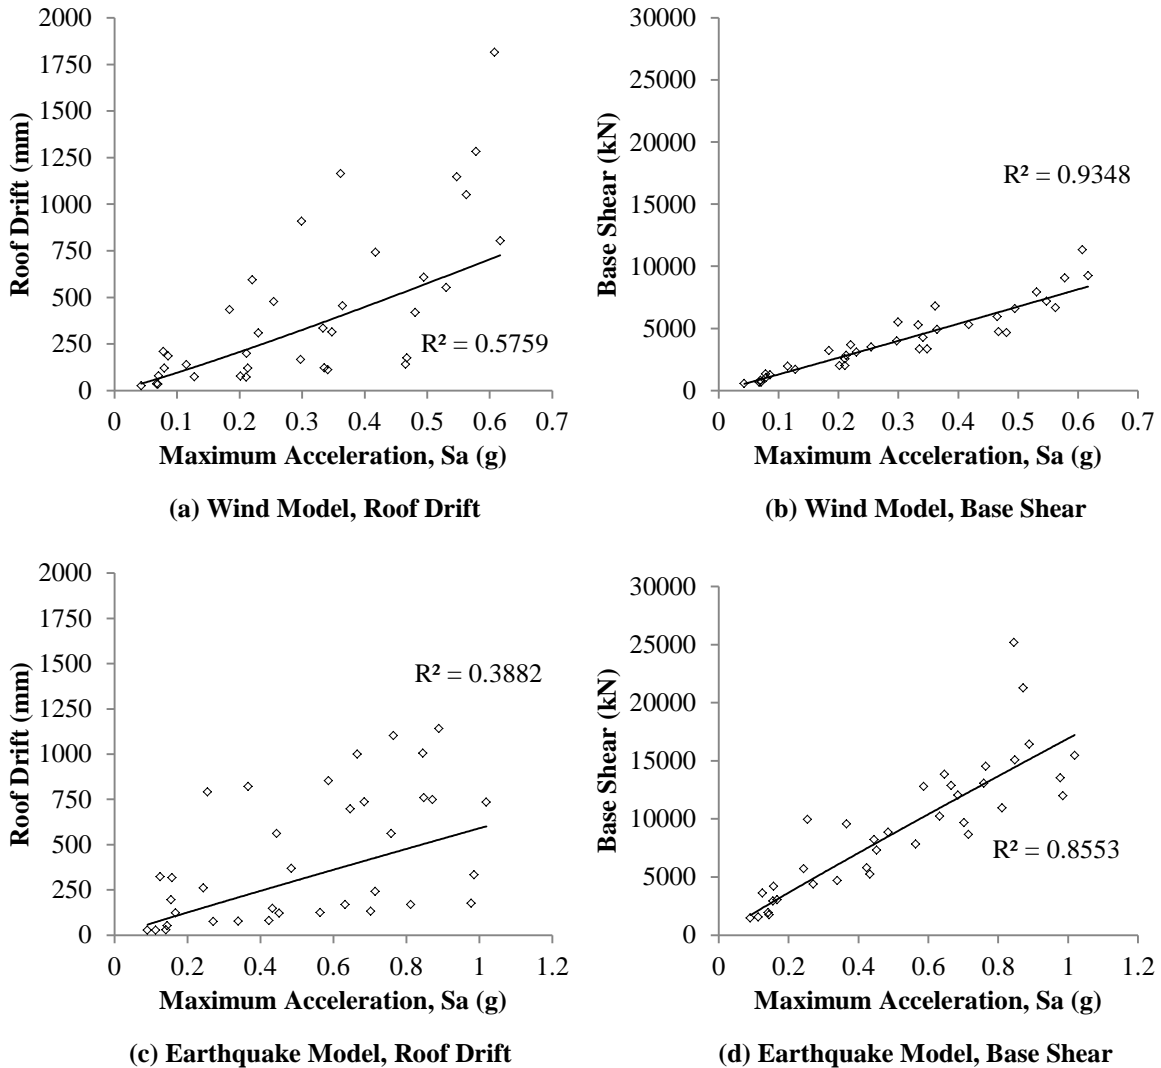 2000
1750
1500
1250
1000
750
500
250
0
Roof Drift (mm)
R² = 0.5759
0 0.1 0.2 0.3 0.4 0.5 0.6 0.7
Maximum Acceleration, Sa (g)
(a) Wind Model, Roof Drift
30000
25000
20000
15000
10000
5000
0
Base Shear (kN)
R² = 0.9348
0 0.1 0.2 0.3 0.4 0.5 0.6 0.7
Maximum Acceleration, Sa (g)
(b) Wind Model, Base Shear
2000
1750
1500
1250
1000
750
500
250
0
Roof Drift (mm)
R² = 0.3882
0 0.2 0.4 0.6 0.8 1 1.2
Maximum Acceleration, Sa (g)
(c) Earthquake Model, Roof Drift
30000
25000
20000
15000
10000
5000
0
Base Shear (kN)
R² = 0.8553
0 0.2 0.4 0.6 0.8 1 1.2
Maximum Acceleration, Sa (g)
(d) Earthquake Model, Base Shear